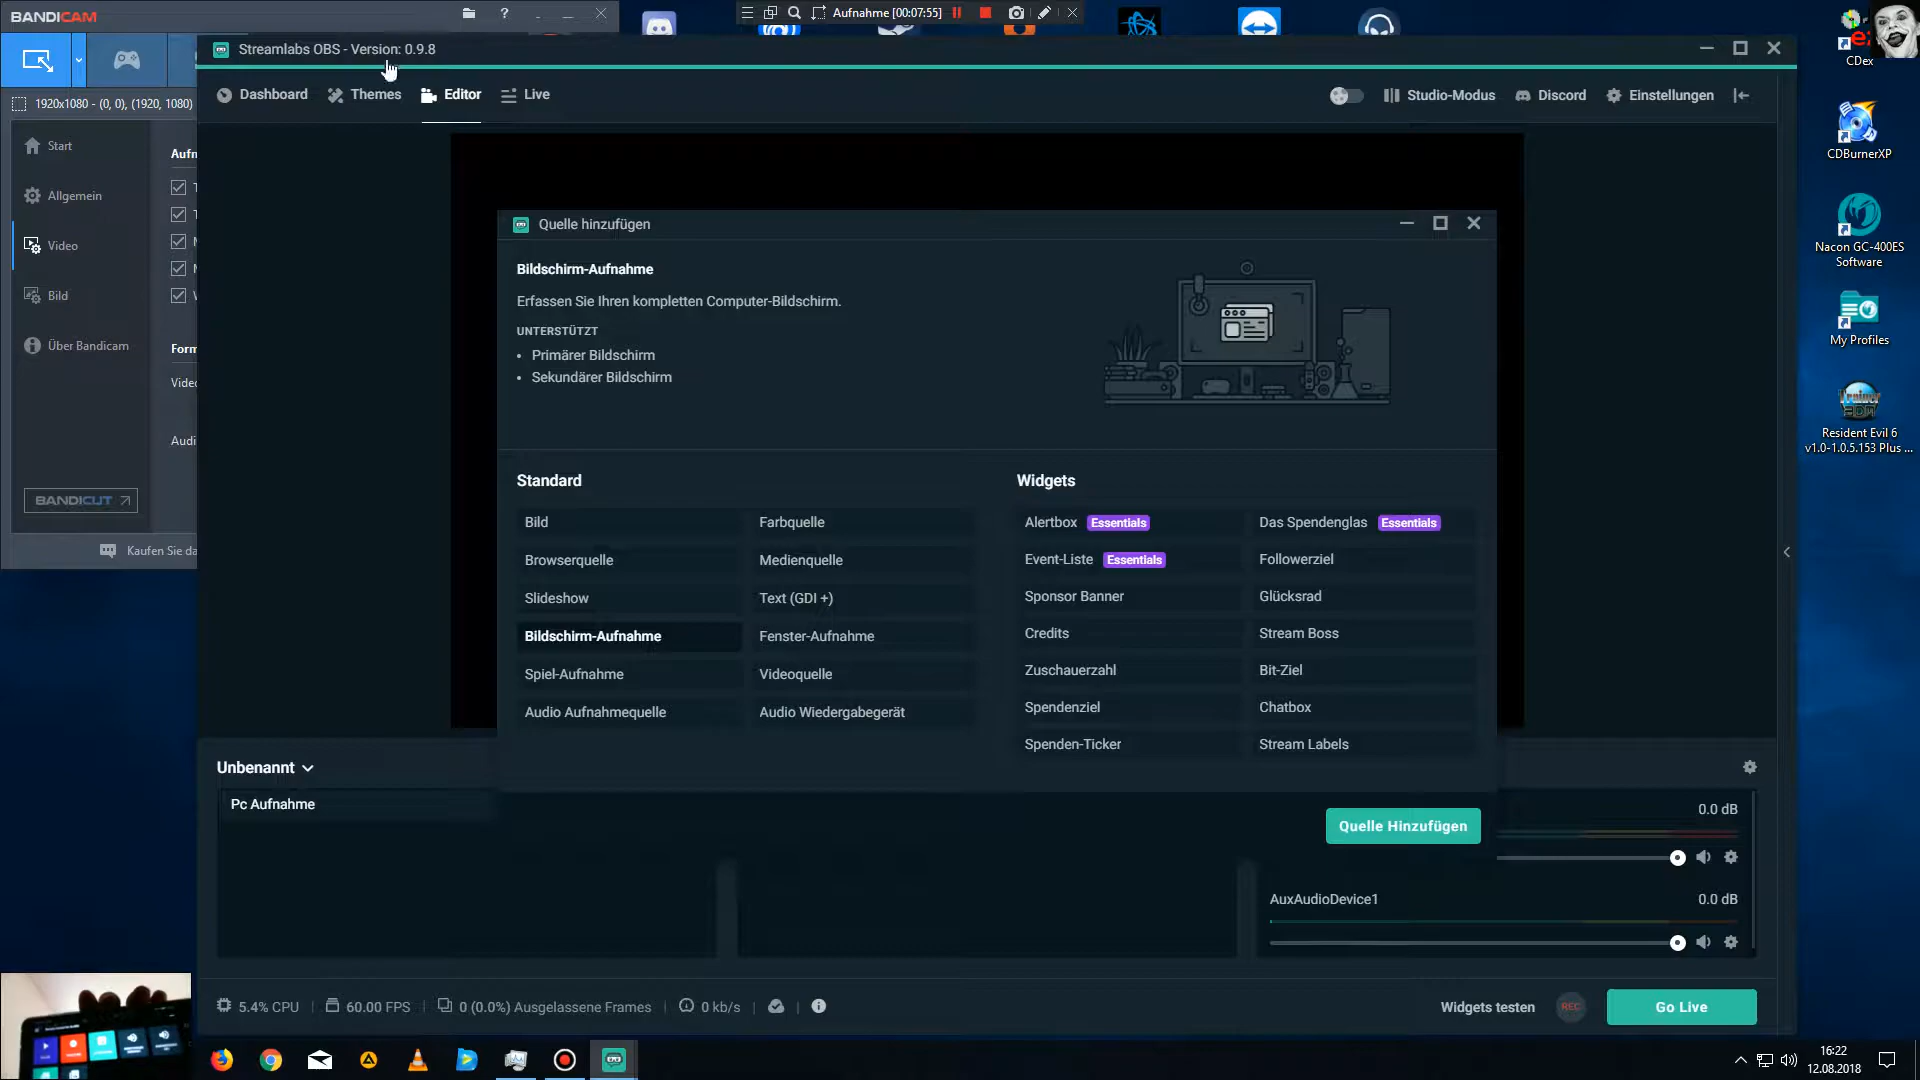 BANDICAM
?
Aufnahme [00:07:55]
Streamlabs OBS - Version: 0.9.8
1920x1080 - (0, 0), (1920, 1080)
Dashboard
Themes
Editor
Live
Studio-Modus
Discord
Einstellungen
Start
Allgemein
Video
Bild
Über Bandicam
BANDICUT
Kaufen Sie da
Aufn
Form
Vide
Audi
Quelle hinzufügen
Bildschirm-Aufnahme
Erfassen Sie Ihren kompletten Computer-Bildschirm.
UNTERSTÜTZT
• Primärer Bildschirm
• Sekundärer Bildschirm
Standard
Bild
Farbquelle
Browserquelle
Medienquelle
Slideshow
Text (GDI +)
Bildschirm-Aufnahme
Fenster-Aufnahme
Spiel-Aufnahme
Videoquelle
Audio Aufnahmequelle
Audio Wiedergabegerät
Widgets
Alertbox Essentials
Das Spendenglas Essentials
Event-Liste Essentials
Followerziel
Sponsor Banner
Glücksrad
Credits
Stream Boss
Zuschauerzahl
Bit-Ziel
Spendenziel
Chatbox
Spenden-Ticker
Stream Labels
Quelle Hinzufügen
Unbenannt
Pc Aufnahme
0.0 dB
AuxAudioDevice1
0.0 dB
5.4% CPU
60.00 FPS
0 (0.0%) Ausgelassene Frames
0 kb/s
Widgets testen
REC
Go Live
CDex
CDBurnerXP
Nacon GC-400ES
Software
My Profiles
Resident Evil 6
v1.0-1.0.5.153 Plus ...
16:22
12.08.2018